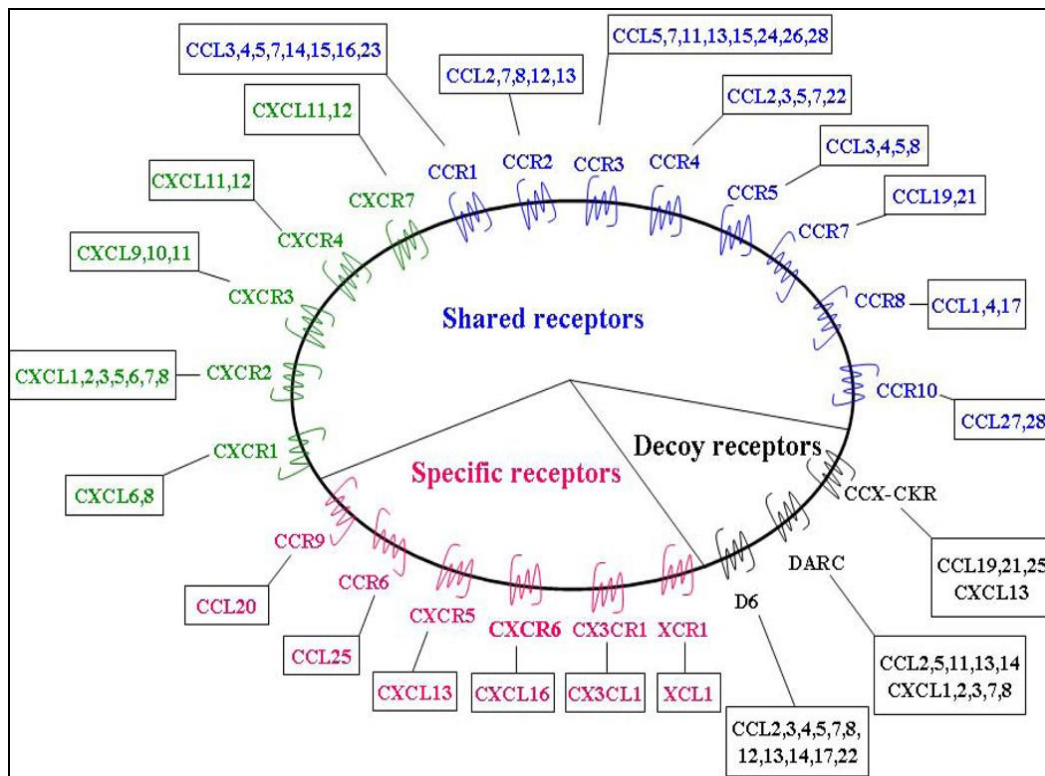 CCL5,7,11,13,15,24,26,28
CCL3,4,5,7,14,15,16,23
CCL2,7,8,12,13
CCL2,3,5,7,22
CXCL11,12
CCL3,4,5,8
CCR1
CCR2
CCR3
CCR4
CXCL11,12
CXCR7
CCR5
CCL19,21
CCR7
CXCR4
CXCL9,10,11
CXCR3
CCR8
CCL1,4,17
Shared receptors
CXCL1,2,3,5,6,7,8
CXCR2
CCR10
CCL27,28
Decoy receptors
CXCR1
Specific receptors
CXCL6,8
CCX-CKR
CCR9
DARC
CCL19,21,25
CXCL13
CCR6
D6
CCL20
CXCR5
CXCR6
CX3CR1
XCR1
CCL25
CXCL13
CXCL16
CX3CL1
XCL1
CCL2,5,11,13,14
CXCL1,2,3,7,8
CCL2,3,4,5,7,8,
12,13,14,17,22